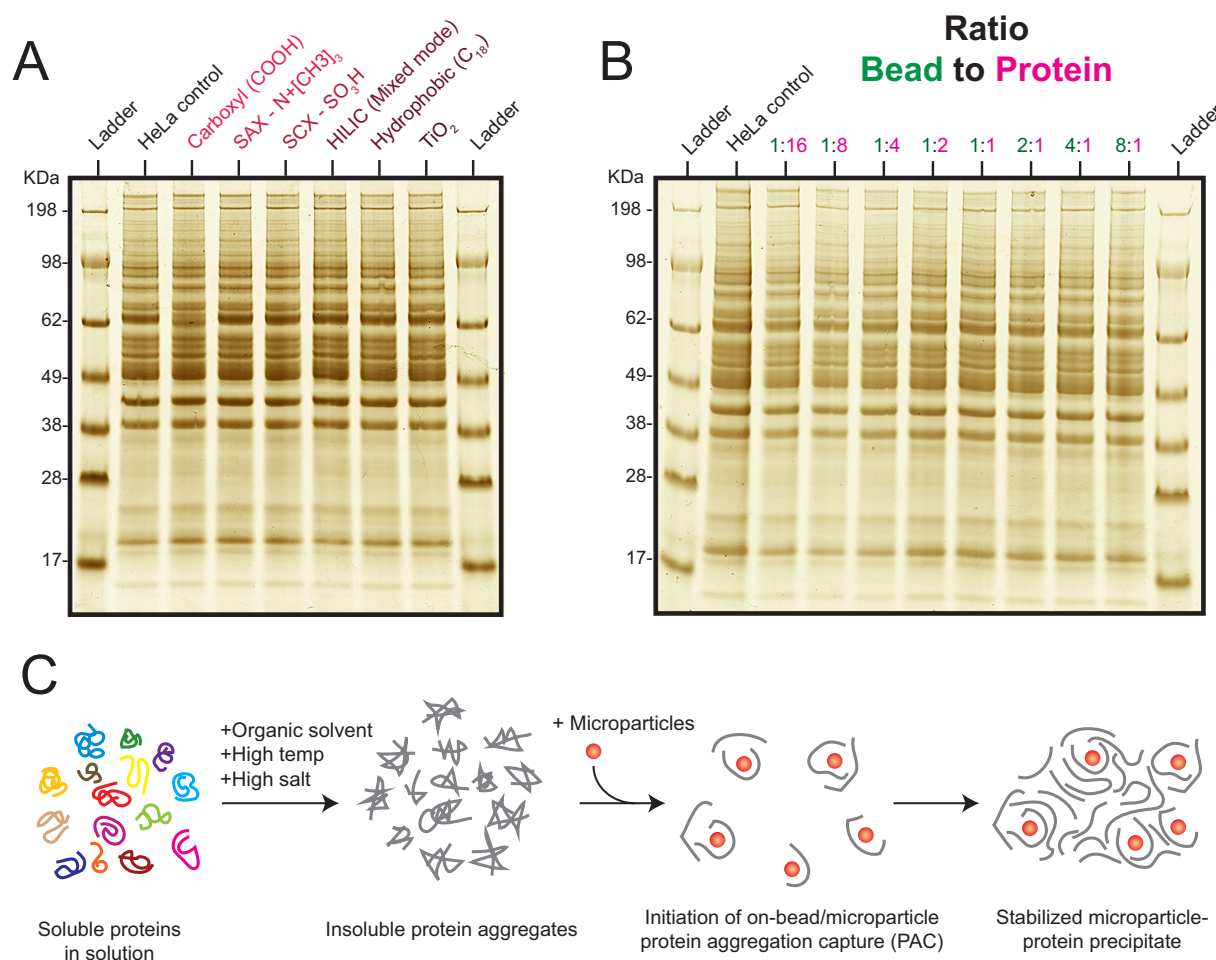 A
Ladder
HeLa control
Carboxyl (COOH)
SAX - N+[CH3]₃
SCX - SO₃H
HILIC (Mixed mode)
Hydrophobic (C₁₈)
TiO₂
Ladder
KDa
198
98
62
49
38
28
17
B
Ratio
Bead to Protein
Ladder
HeLa control
1:16
1:8
1:4
1:2
1:1
2:1
4:1
8:1
Ladder
KDa
198
98
62
49
38
28
17
C
+Organic solvent
+High temp
+High salt
+ Microparticles
Soluble proteins
in solution
Insoluble protein aggregates
Initiation of on-bead/microparticle
protein aggregation capture (PAC)
Stabilized microparticle-
protein precipitate